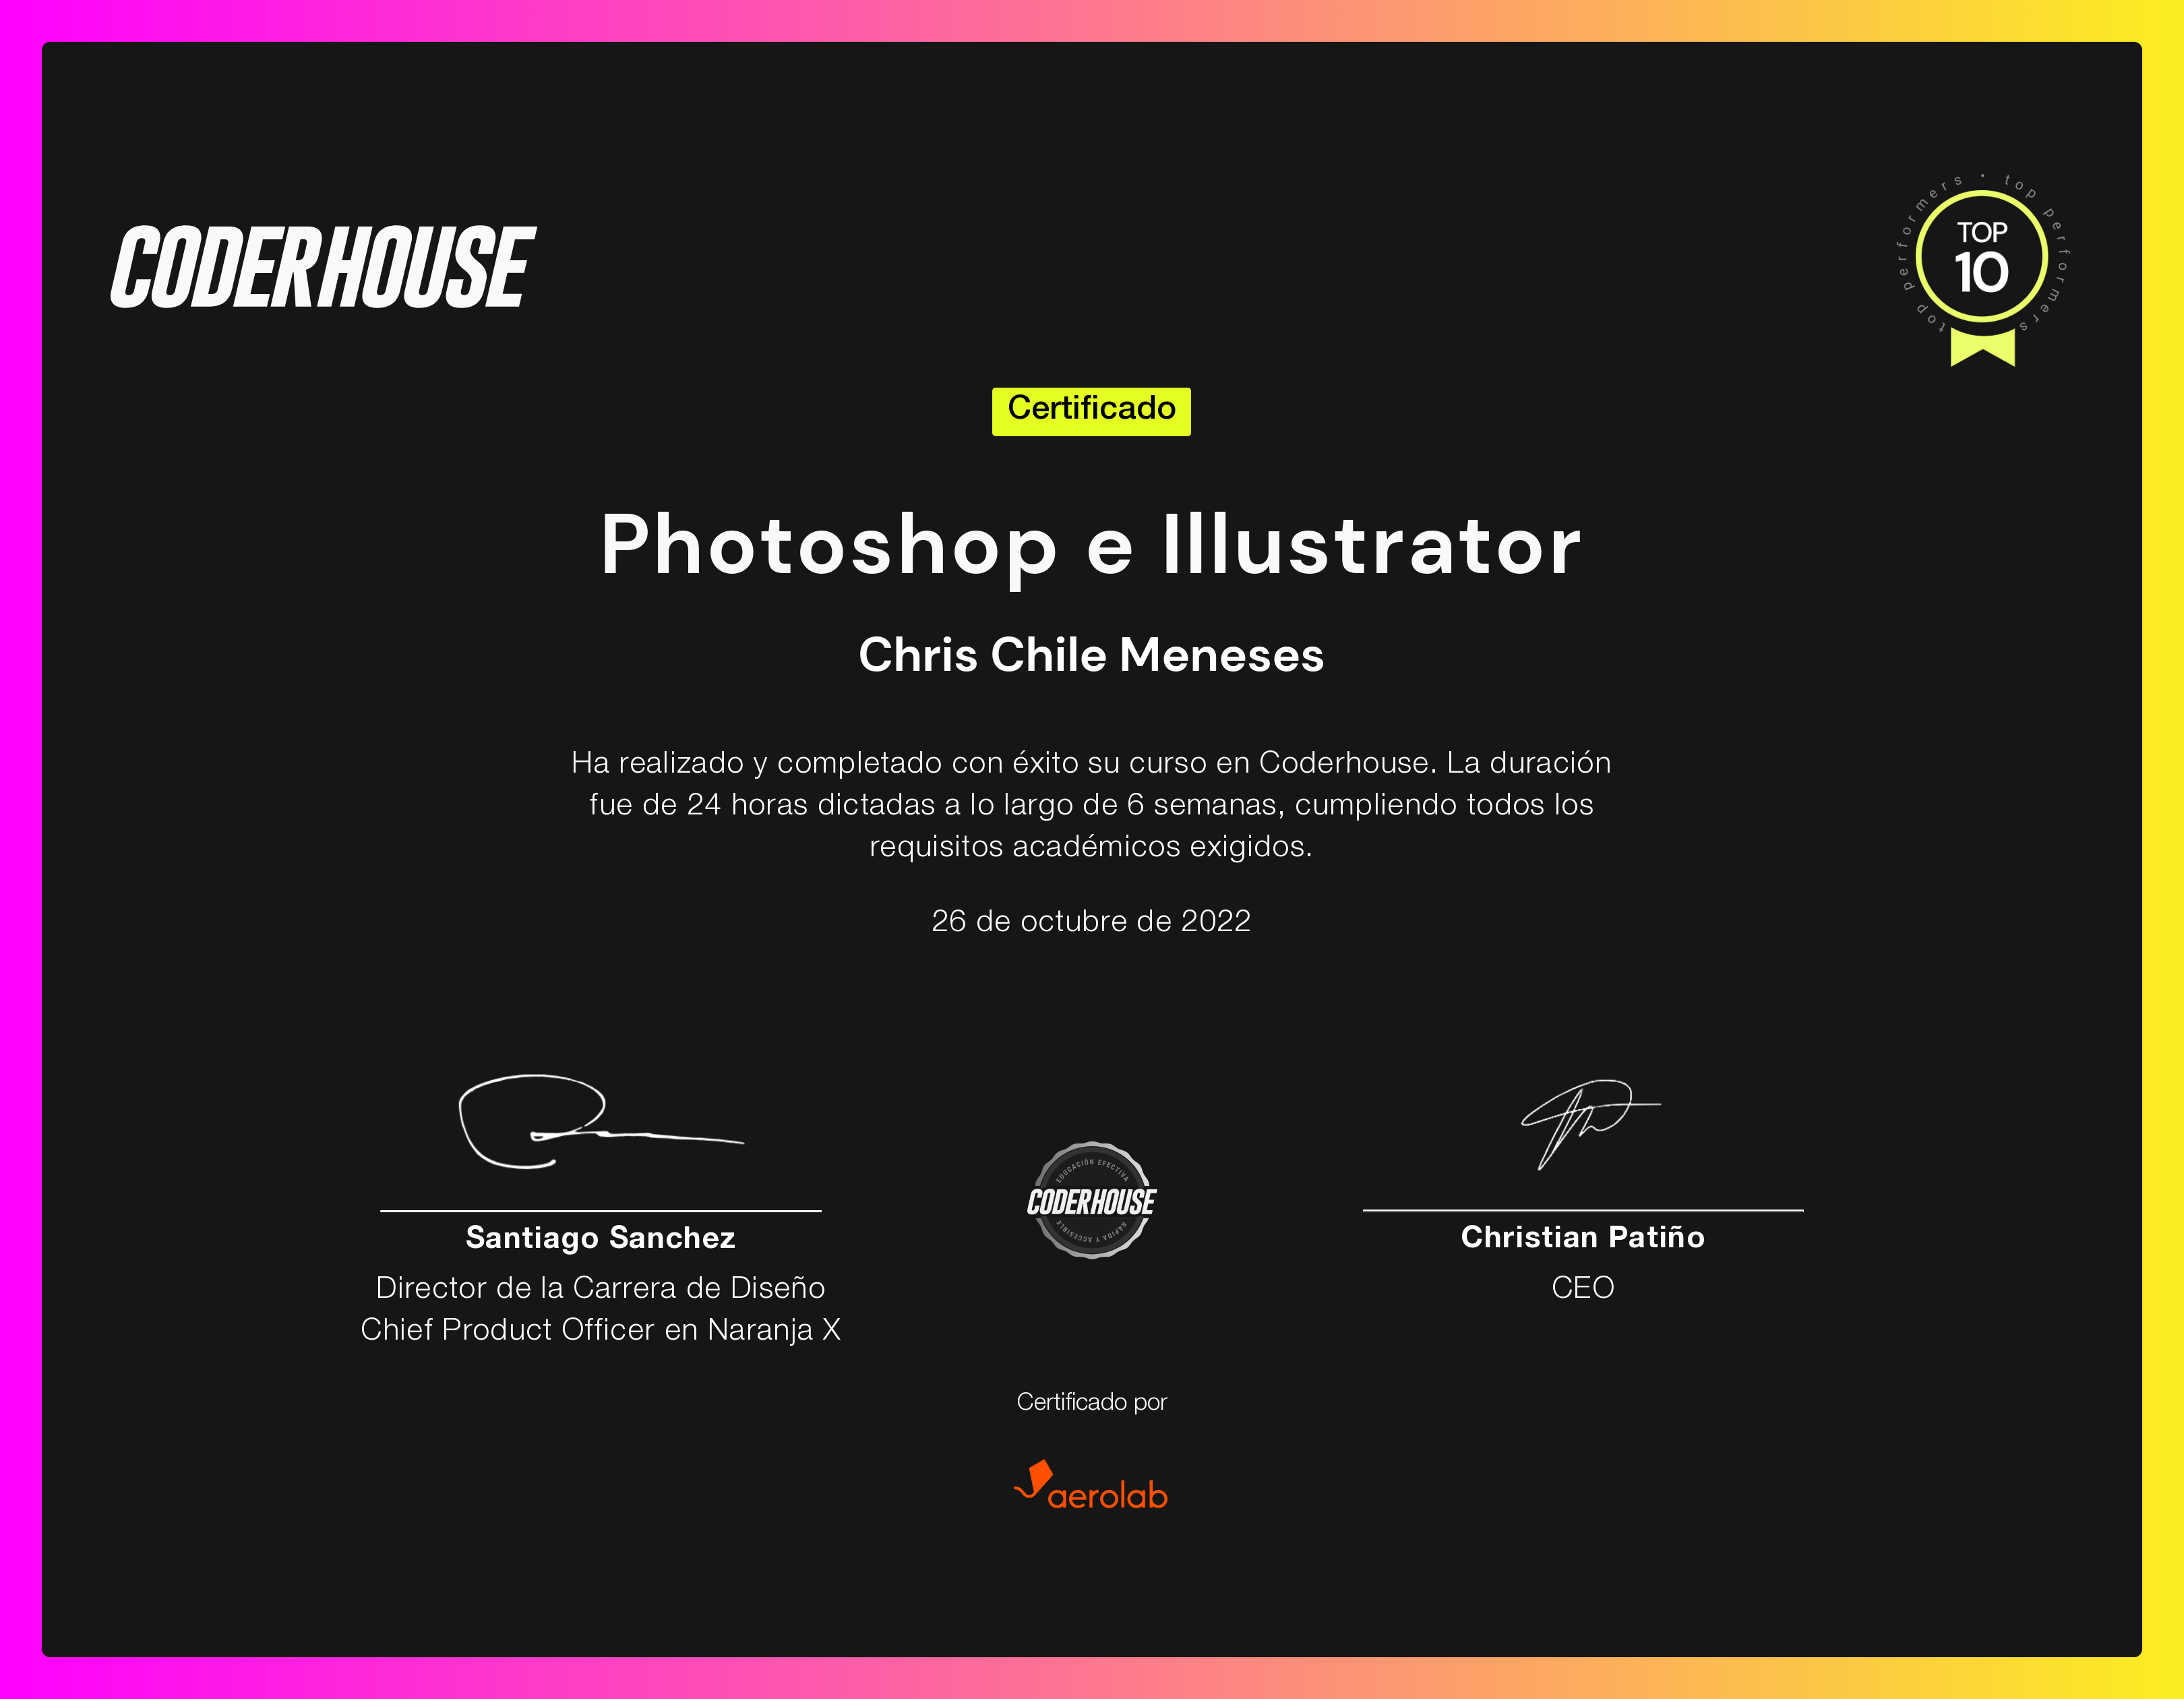 CODERHOUSE
top performers • top performers
TOP
10
Certificado
Photoshop e Illustrator
Chris Chile Meneses
Ha realizado y completado con éxito su curso en Coderhouse. La duración
fue de 24 horas dictadas a lo largo de 6 semanas, cumpliendo todos los
requisitos académicos exigidos.
26 de octubre de 2022
EDUCACIÓN EFECTIVA
CODERHOUSE
RÁPIDA Y ACCESIBLE
Santiago Sanchez
Director de la Carrera de Diseño
Chief Product Officer en Naranja X
Christian Patiño
CEO
Certificado por
aerolab